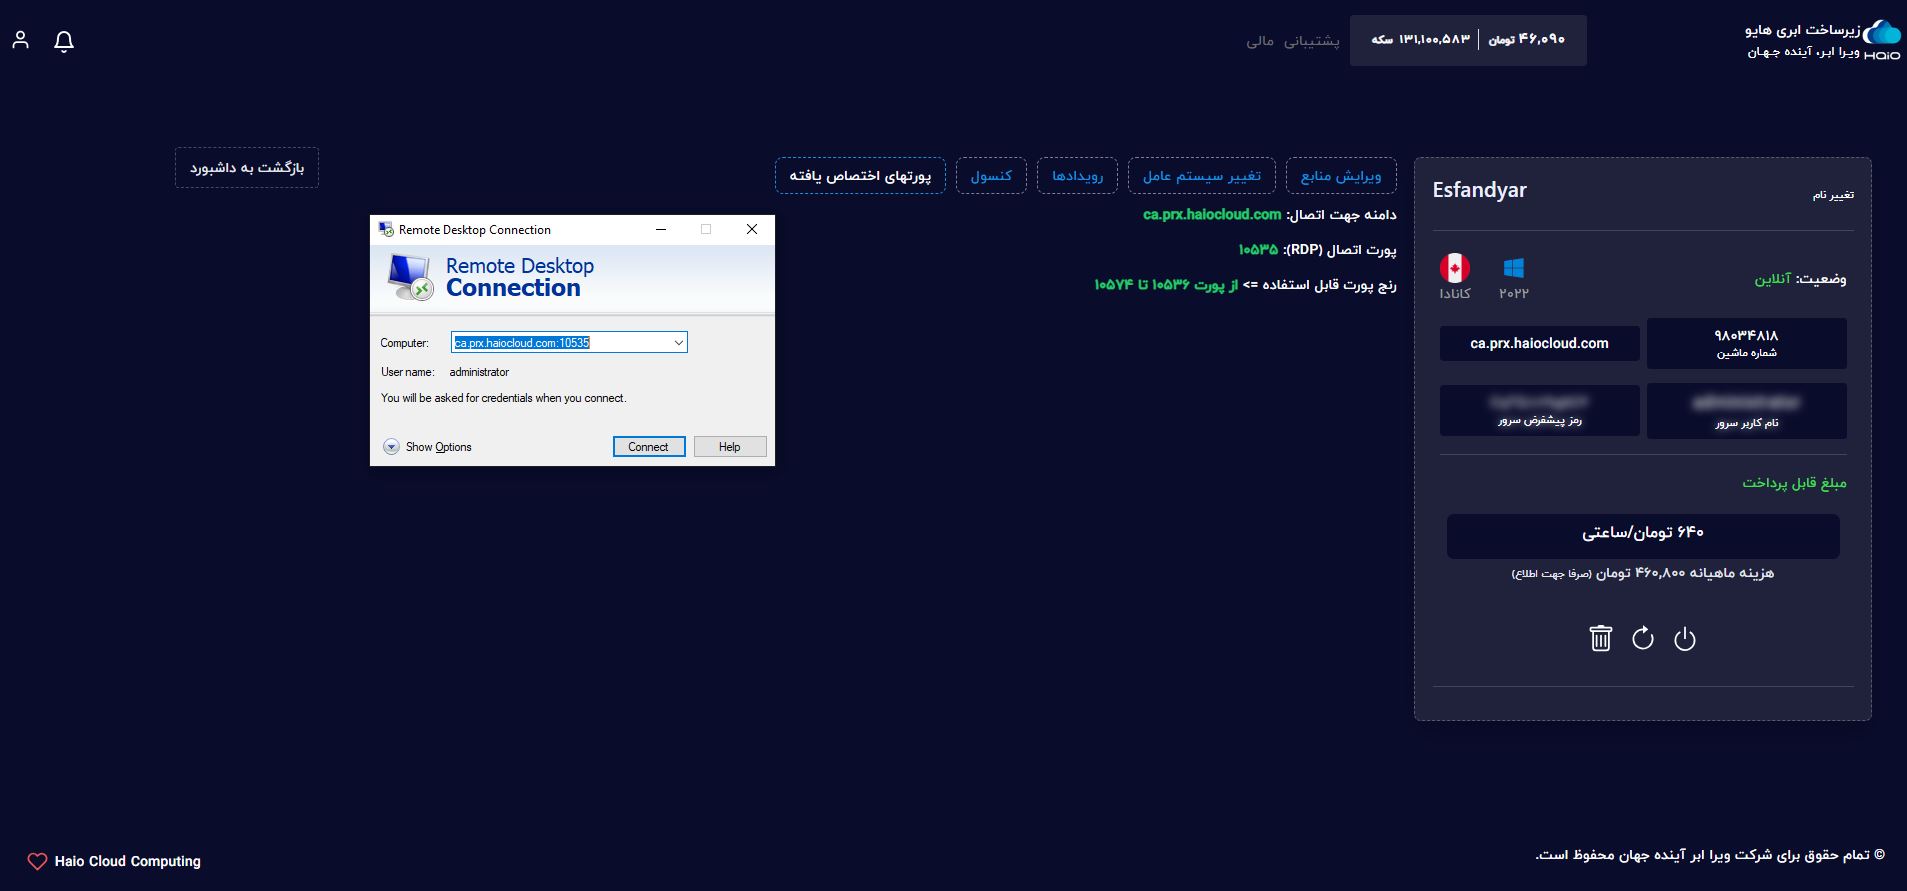 زیرساخت ابری هایو
ویرا ابر، آینده جهان
HAIO
۴۶,۰۹۰ تومان
۱۳۱,۱۰۰,۵۸۳ سکه
پشتیبانی
مالی
بازگشت به داشبورد
ویرایش منابع
تغییر سیستم عامل
رویدادها
کنسول
پورتهای اختصاص یافته
دامنه جهت اتصال: ca.prx.haiocloud.com
پورت اتصال (RDP): ۱۰۵۳۵
رنج پورت قابل استفاده => از پورت ۱۰۵۳۶ تا ۱۰۵۷۴
Remote Desktop Connection
Remote Desktop
Connection
Computer: ca.prx.haiocloud.com:10535
User name: administrator
You will be asked for credentials when you connect.
Show Options
Connect
Help
Esfandyar
تغییر نام
وضعیت: آنلاین
۲۰۲۲
کانادا
۹۸۰۳۴۸۱۸
شماره ماشین
ca.prx.haiocloud.com
نام کاربر سرور
رمز پیشفرض سرور
مبلغ قابل پرداخت
۶۴۰ تومان/ساعتی
هزینه ماهیانه ۴۶۰,۸۰۰ تومان (صرفا جهت اطلاع)
© تمام حقوق برای شرکت ویرا ابر آینده جهان محفوظ است.
Haio Cloud Computing